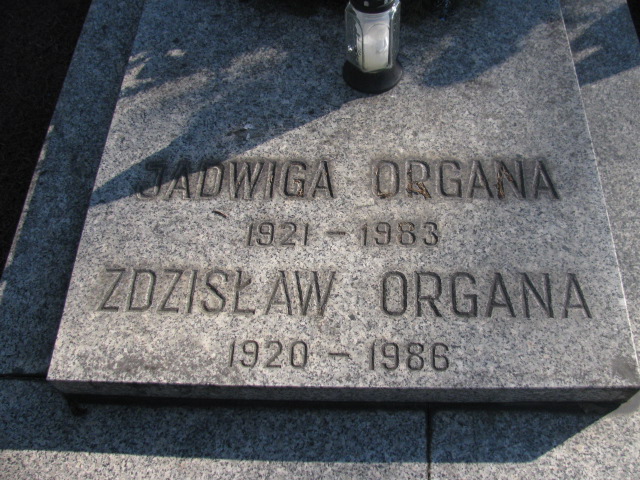 JADWIGA ORGANA
1921 - 1983
ZDZISŁAW ORGANA
1920 - 1986